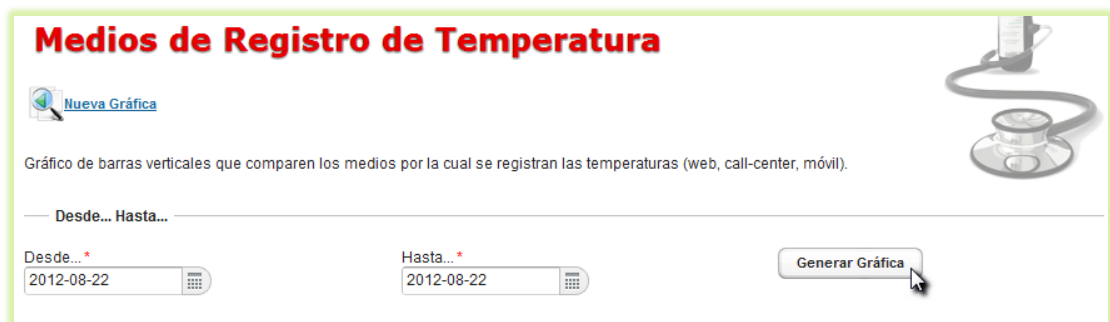 Medios de Registro de Temperatura
Nueva Gráfica
Gráfico de barras verticales que comparen los medios por la cual se registran las temperaturas (web, call-center, móvil).
Desde... Hasta...
Desde...* Hasta...*
2012-08-22 2012-08-22 Generar Gráfica